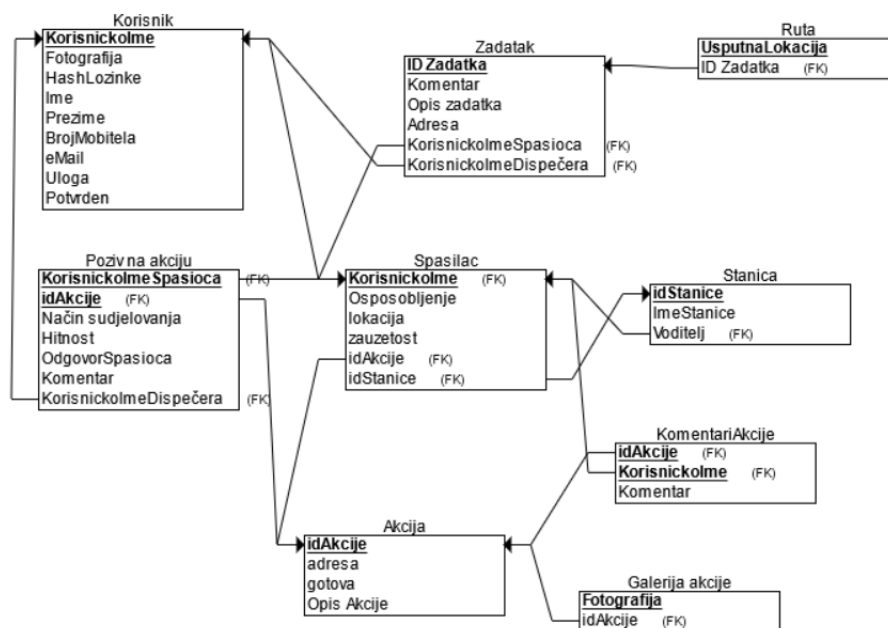 Korisnik
KorisnickoIme
Fotografija
HashLozinke
Ime
Prezime
BrojMobitela
eMail
Uloga
Potvrden
Zadatak
ID Zadatka
Komentar
Opis zadatka
Adresa
KorisnickoImeSpasioca (FK)
KorisnickoImeDispečera (FK)
Ruta
UsputnaLokacija
ID Zadatka (FK)
Poziv na akciju
KorisnickoImeSpasioca (FK)
idAkcije (FK)
Način sudjelovanja
Hitnost
OdgovorSpasioca
Komentar
KorisnickoImeDispečera (FK)
Spasilac
KorisnickoIme (FK)
Osposobljenje
lokacija
zauzetost
idAkcije (FK)
idStanice (FK)
Stanica
idStanice
ImeStanice
Voditelj (FK)
KomentariAkcije
idAkcije (FK)
KorisnickoIme (FK)
Komentar
Akcija
idAkcije
adresa
gotova
Opis Akcije
Galerija akcije
Fotografija
idAkcije (FK)